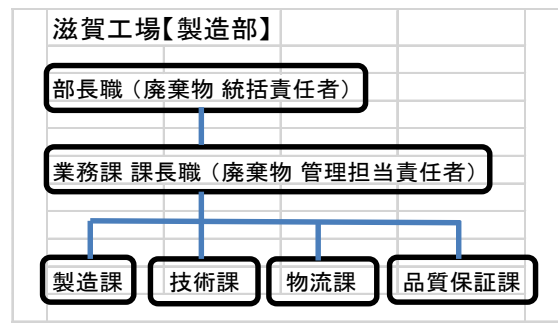 滋賀工場【製造部】
部長職（廃棄物 統括責任者）
業務課 課長職（廃棄物 管理担当責任者）
製造課 技術課 物流課 品質保証課